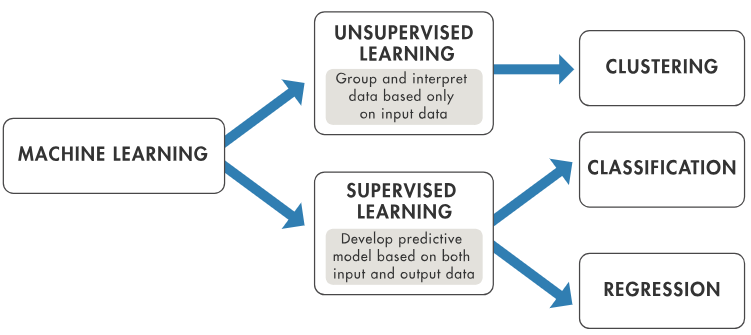 MACHINE LEARNING
UNSUPERVISED
LEARNING
Group and interpret
data based only
on input data
SUPERVISED
LEARNING
Develop predictive
model based on both
input and output data
CLUSTERING
CLASSIFICATION
REGRESSION